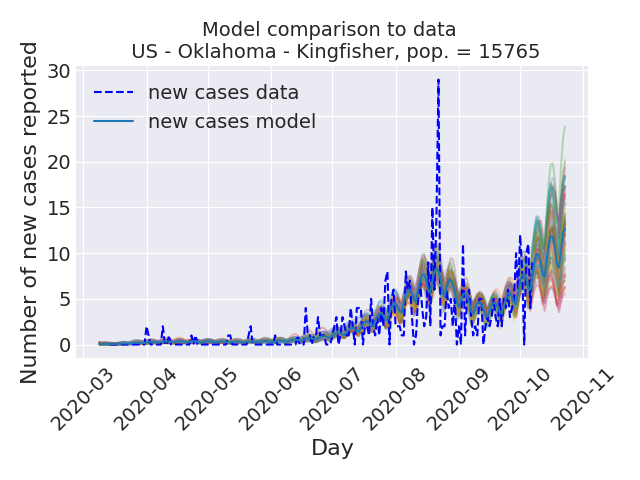 Model comparison to data
US - Oklahoma - Kingfisher, pop. = 15765
Number of new cases reported
30
25
20
15
10
5
0
new cases data
new cases model
2020-03
2020-04
2020-05
2020-06
2020-07
2020-08
2020-09
2020-10
2020-11
Day